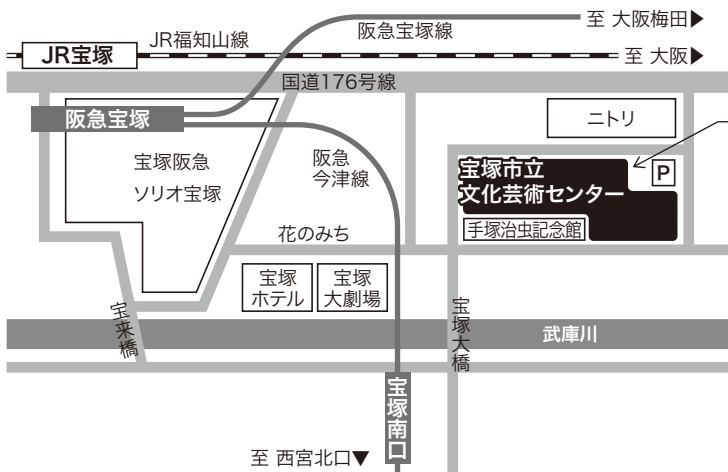 至 大阪梅田▶
阪急宝塚線
JR福知山線
JR宝塚
至 大阪▶
国道176号線
阪急宝塚
ニトリ
宝塚阪急
ソリオ宝塚
阪急
今津線
宝塚市立
文化芸術センター
P
手塚治虫記念館
花のみち
宝塚
ホテル
宝塚
大劇場
宝来橋
宝塚大橋
武庫川
宝塚南口
至 西宮北口▼